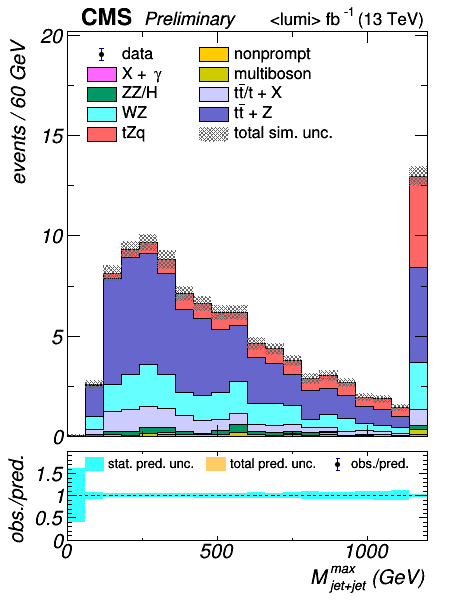 CMS Preliminary <lumi> fb⁻¹ (13 TeV)
events / 60 GeV
20
15
10
5
0
data
X + γ
ZZ/H
WZ
tZq
nonprompt
multiboson
tt̄/t + X
tt̄ + Z
total sim. unc.
obs./pred.
1.5
1
0.5
0
stat. pred. unc. total pred. unc. obs./pred.
0 500 1000
M^max_jet+jet (GeV)